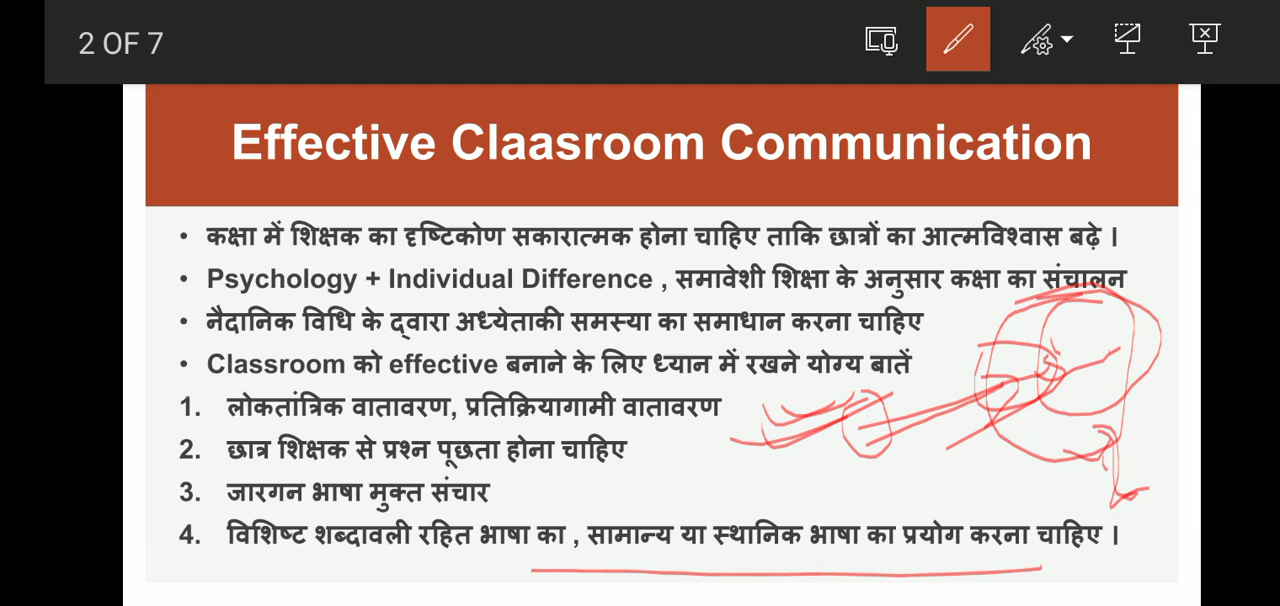 2 OF 7
Effective Claasroom Communication
• कक्षा में शिक्षक का दृष्टिकोण सकारात्मक होना चाहिए ताकि छात्रों का आत्मविश्वास बढ़े ।
• Psychology + Individual Difference , समावेशी शिक्षा के अनुसार कक्षा का संचालन
• नैदानिक विधि के द्वारा अध्येताकी समस्या का समाधान करना चाहिए
• Classroom को effective बनाने के लिए ध्यान में रखने योग्य बातें
1. लोकतांत्रिक वातावरण, प्रतिक्रियागामी वातावरण
2. छात्र शिक्षक से प्रश्न पूछता होना चाहिए
3. जारगन भाषा मुक्त संचार
4. विशिष्ट शब्दावली रहित भाषा का , सामान्य या स्थानिक भाषा का प्रयोग करना चाहिए ।